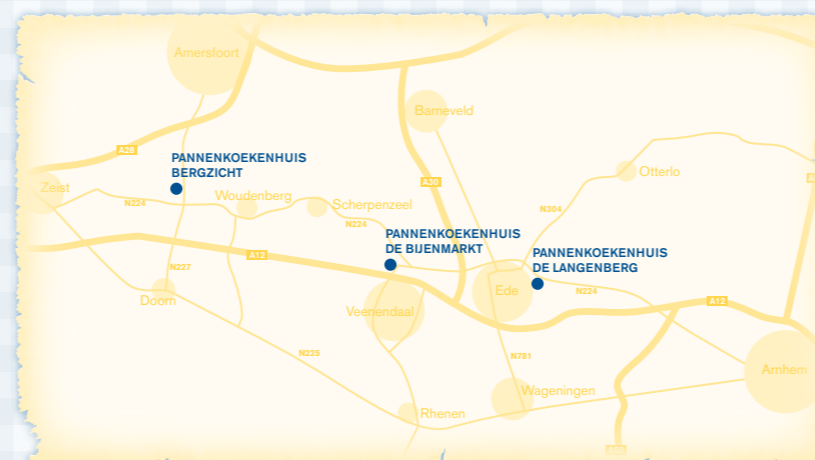 Amersfoort
Barneveld
A28
PANNENKOEKENHUIS
BERGZICHT
Otterlo
A30
Zeist
Woudenberg
N224
Scherpenzeel
N304
N224
PANNENKOEKENHUIS
DE BIJENMARKT
PANNENKOEKENHUIS
DE LANGENBERG
A12
N227
Ede
N224
Doorn
Veenendaal
A12
N225
N781
Arnhem
Wageningen
Rhenen